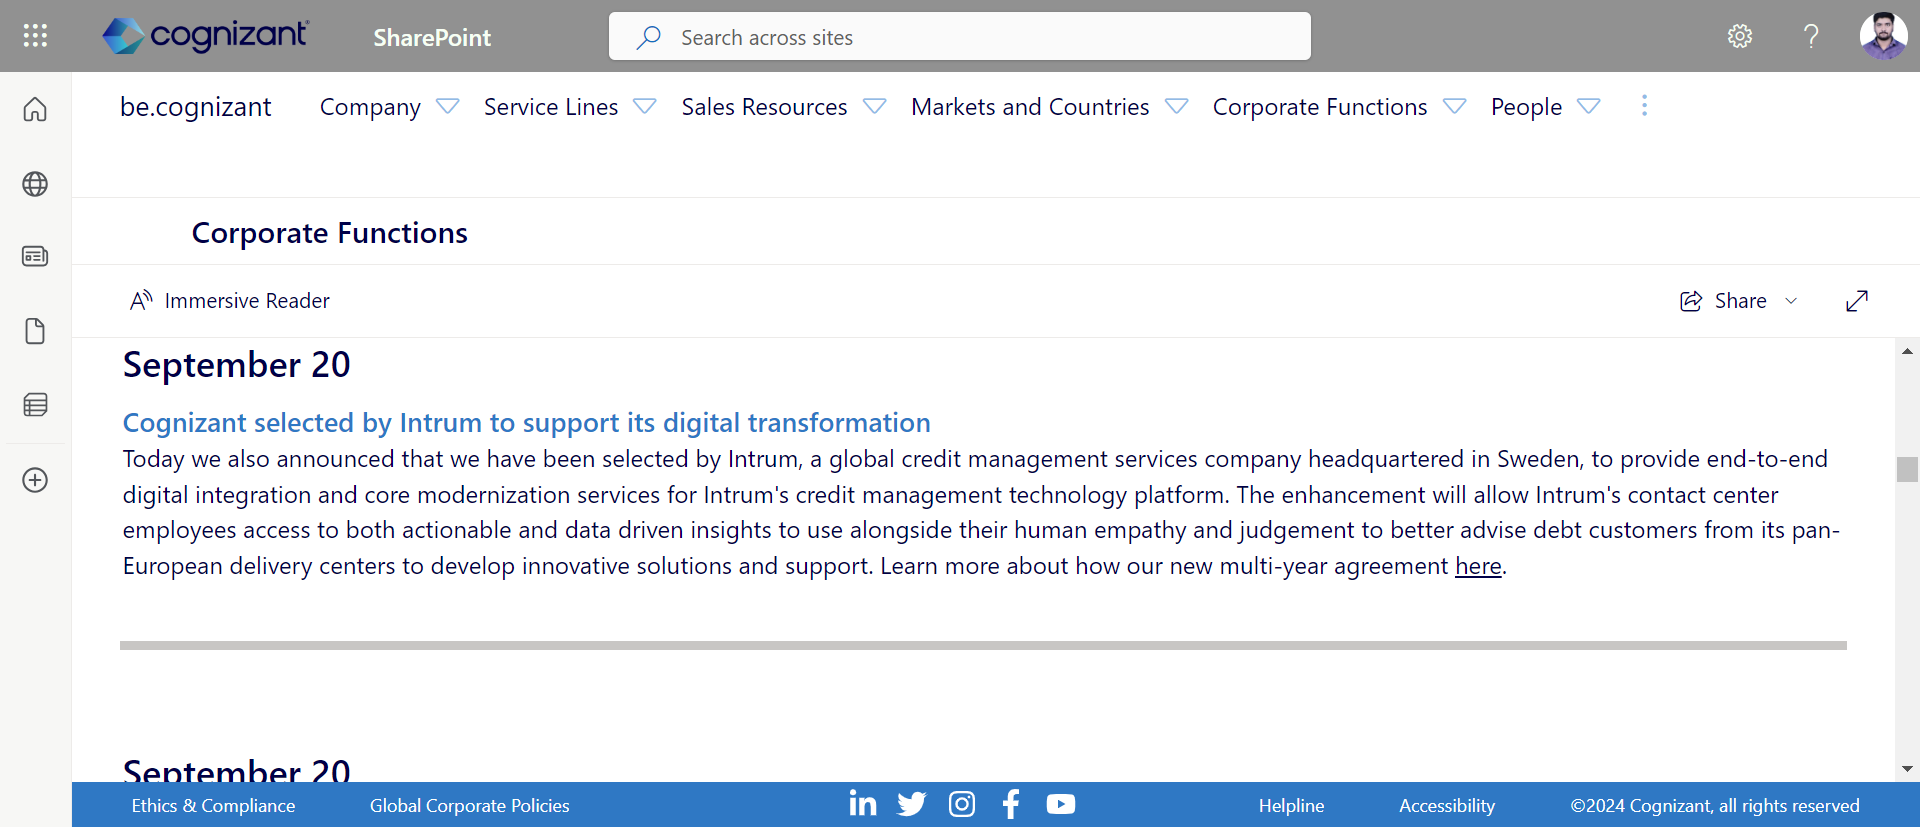 cognizant
SharePoint
Search across sites
be.cognizant Company Service Lines Sales Resources Markets and Countries Corporate Functions People
Corporate Functions
Immersive Reader
Share
September 20
Cognizant selected by Intrum to support its digital transformation
Today we also announced that we have been selected by Intrum, a global credit management services company headquartered in Sweden, to provide end-to-end
digital integration and core modernization services for Intrum's credit management technology platform. The enhancement will allow Intrum's contact center
employees access to both actionable and data driven insights to use alongside their human empathy and judgement to better advise debt customers from its pan-
European delivery centers to develop innovative solutions and support. Learn more about how our new multi-year agreement here.
September 20
Ethics & Compliance Global Corporate Policies Helpline Accessibility ©2024 Cognizant, all rights reserved